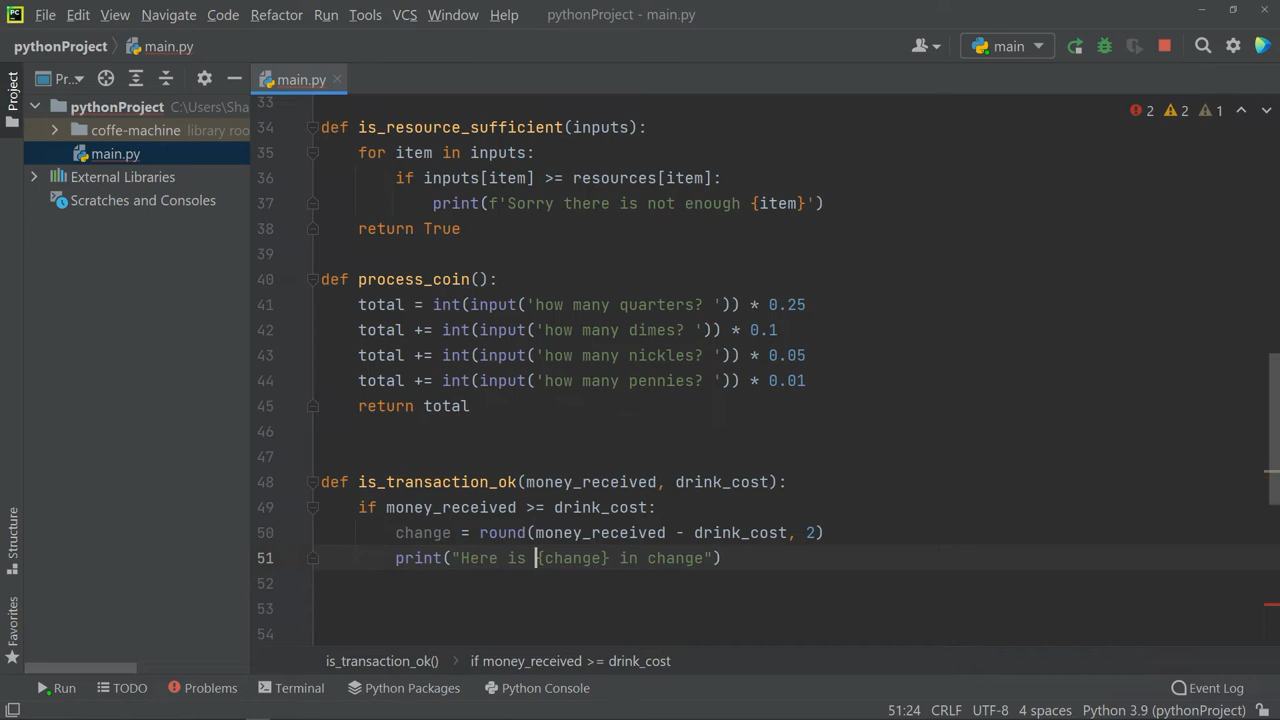 File Edit View Navigate Code Refactor Run Tools VCS Window Help pythonProject - main.py
pythonProject main.py main
Project Pr... main.py
pythonProject C:\Users\Sha
coffe-machine library roo
main.py
External Libraries
Scratches and Consoles
2 2 1
33
34 def is_resource_sufficient(inputs):
35 for item in inputs:
36 if inputs[item] >= resources[item]:
37 print(f'Sorry there is not enough {item}')
38 return True
39
40 def process_coin():
41 total = int(input('how many quarters? ')) * 0.25
42 total += int(input('how many dimes? ')) * 0.1
43 total += int(input('how many nickles? ')) * 0.05
44 total += int(input('how many pennies? ')) * 0.01
45 return total
46
47
48 def is_transaction_ok(money_received, drink_cost):
49 if money_received >= drink_cost:
50 change = round(money_received - drink_cost, 2)
51 print("Here is {change} in change")
52
53
54
Structure
Favorites
is_transaction_ok() if money_received >= drink_cost
Run TODO Problems Terminal Python Packages Python Console Event Log
51:24 CRLF UTF-8 4 spaces Python 3.9 (pythonProject)